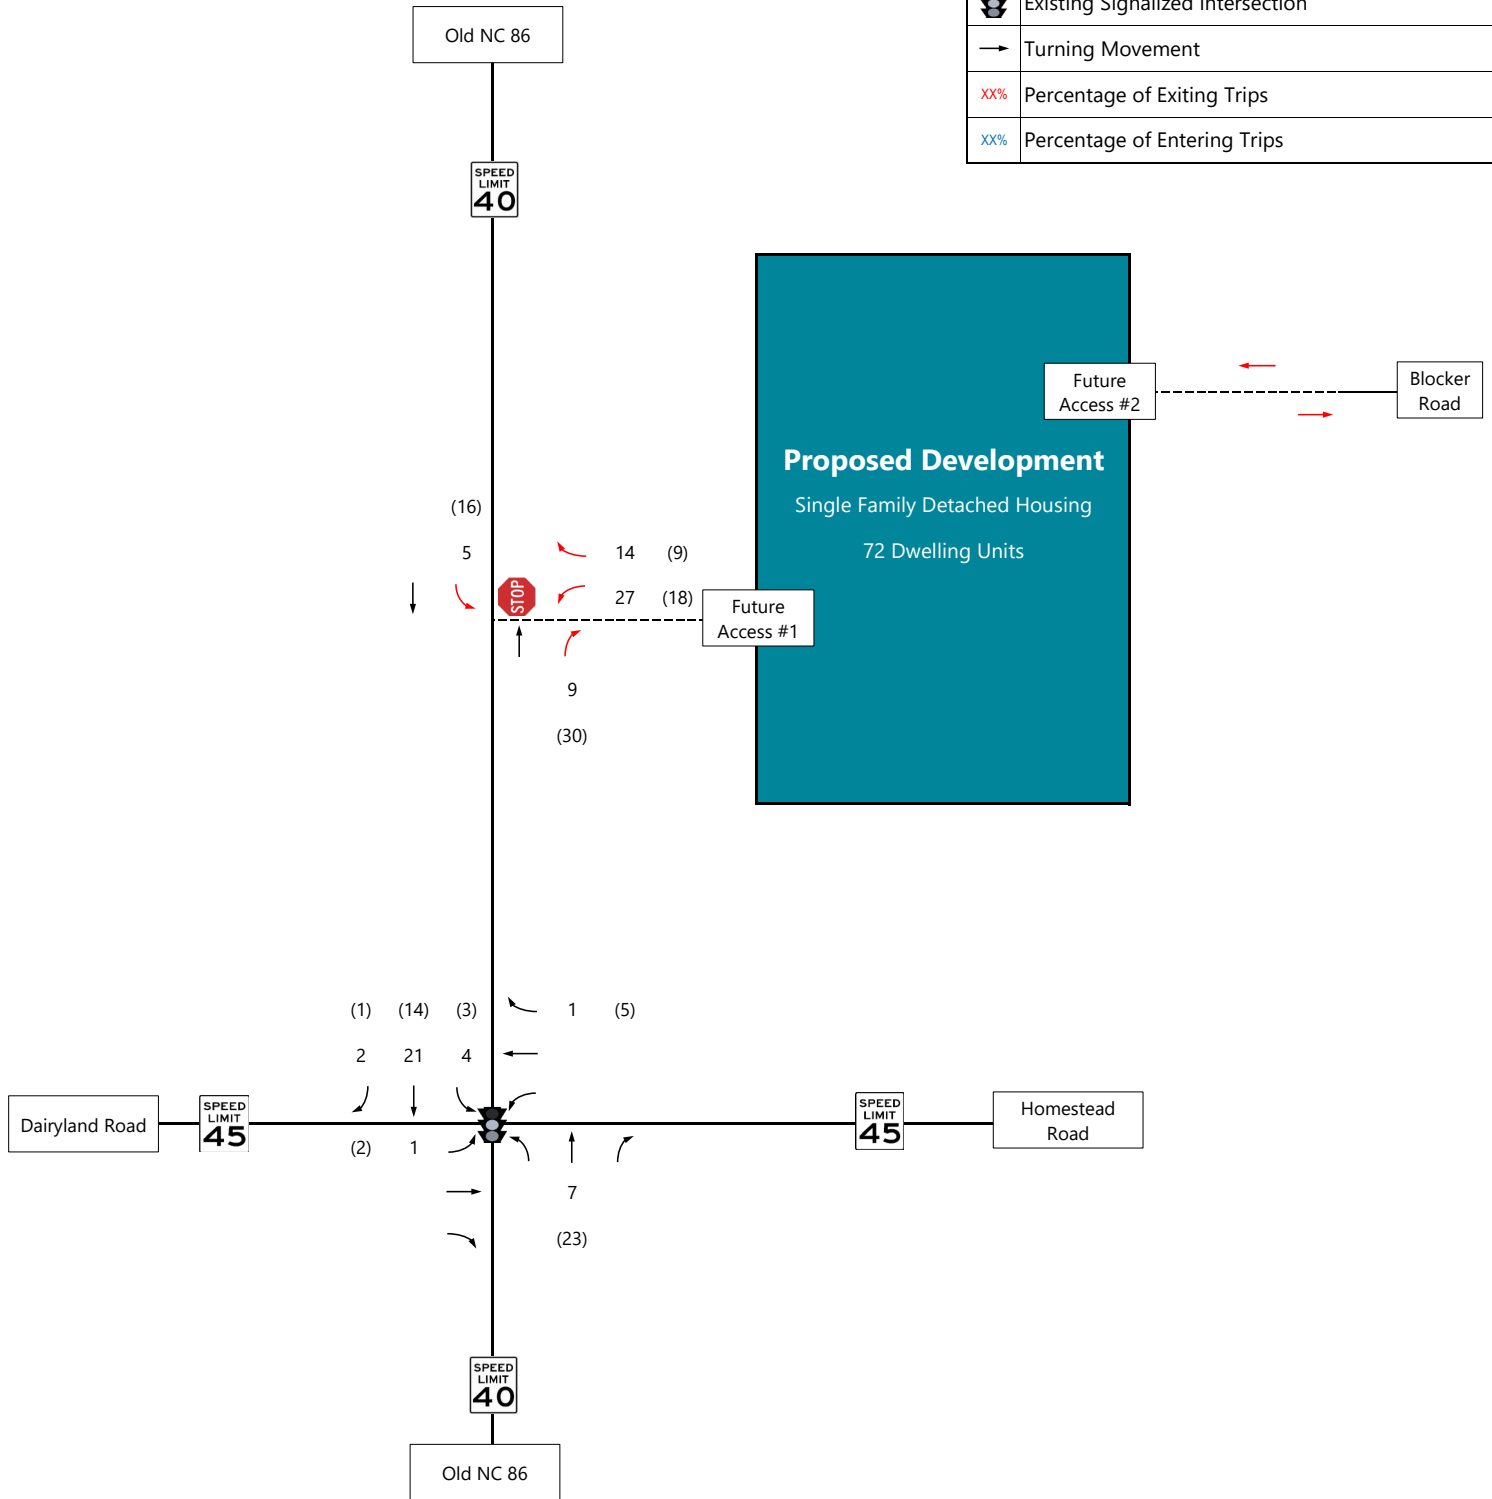 Old NC 86
Existing Signalized Intersection
Turning Movement
XX% Percentage of Exiting Trips
XX% Percentage of Entering Trips
SPEED
LIMIT
40
Future
Access #2
Blocker
Road
Proposed Development
Single Family Detached Housing
72 Dwelling Units
(16)
5
14 (9)
27 (18)
STOP
Future
Access #1
9
(30)
(1) (14) (3) 1 (5)
2 21 4
Dairyland Road
SPEED
LIMIT
45
SPEED
LIMIT
45
Homestead
Road
(2) 1
7
(23)
SPEED
LIMIT
40
Old NC 86